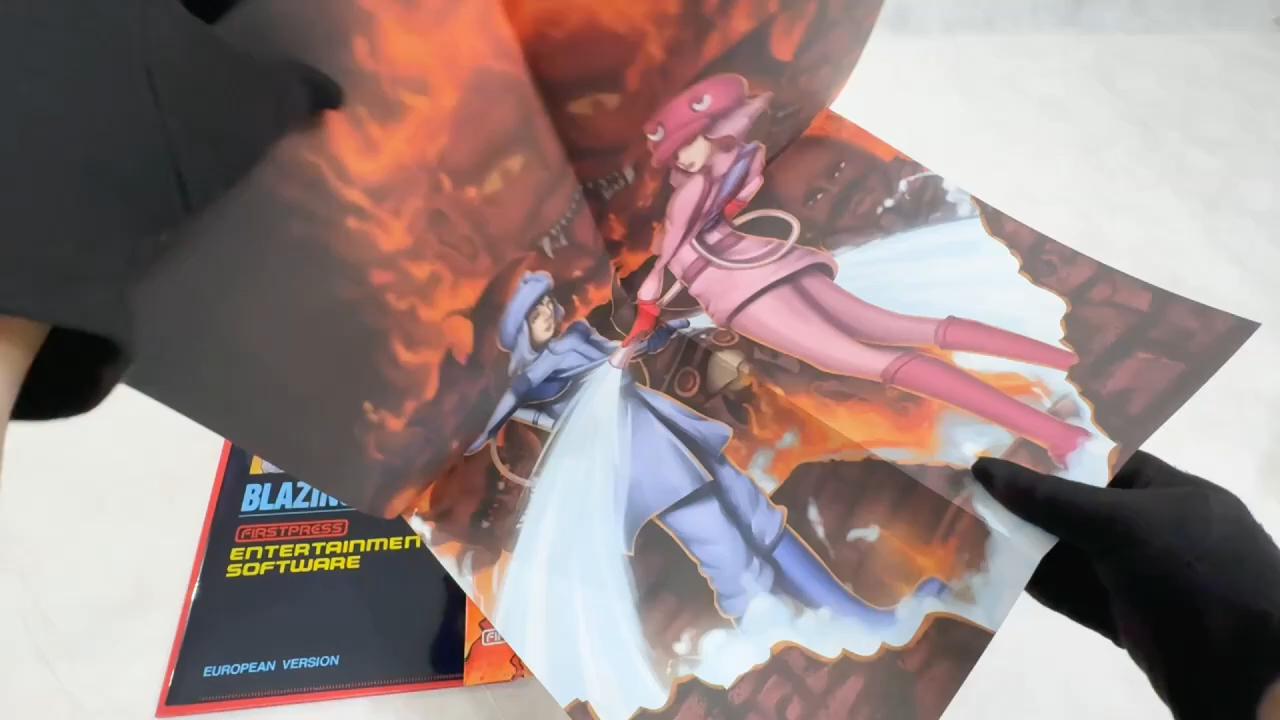 FIRSTPRESS
ENTERTAINMEN
SOFTWARE
EUROPEAN VERSION